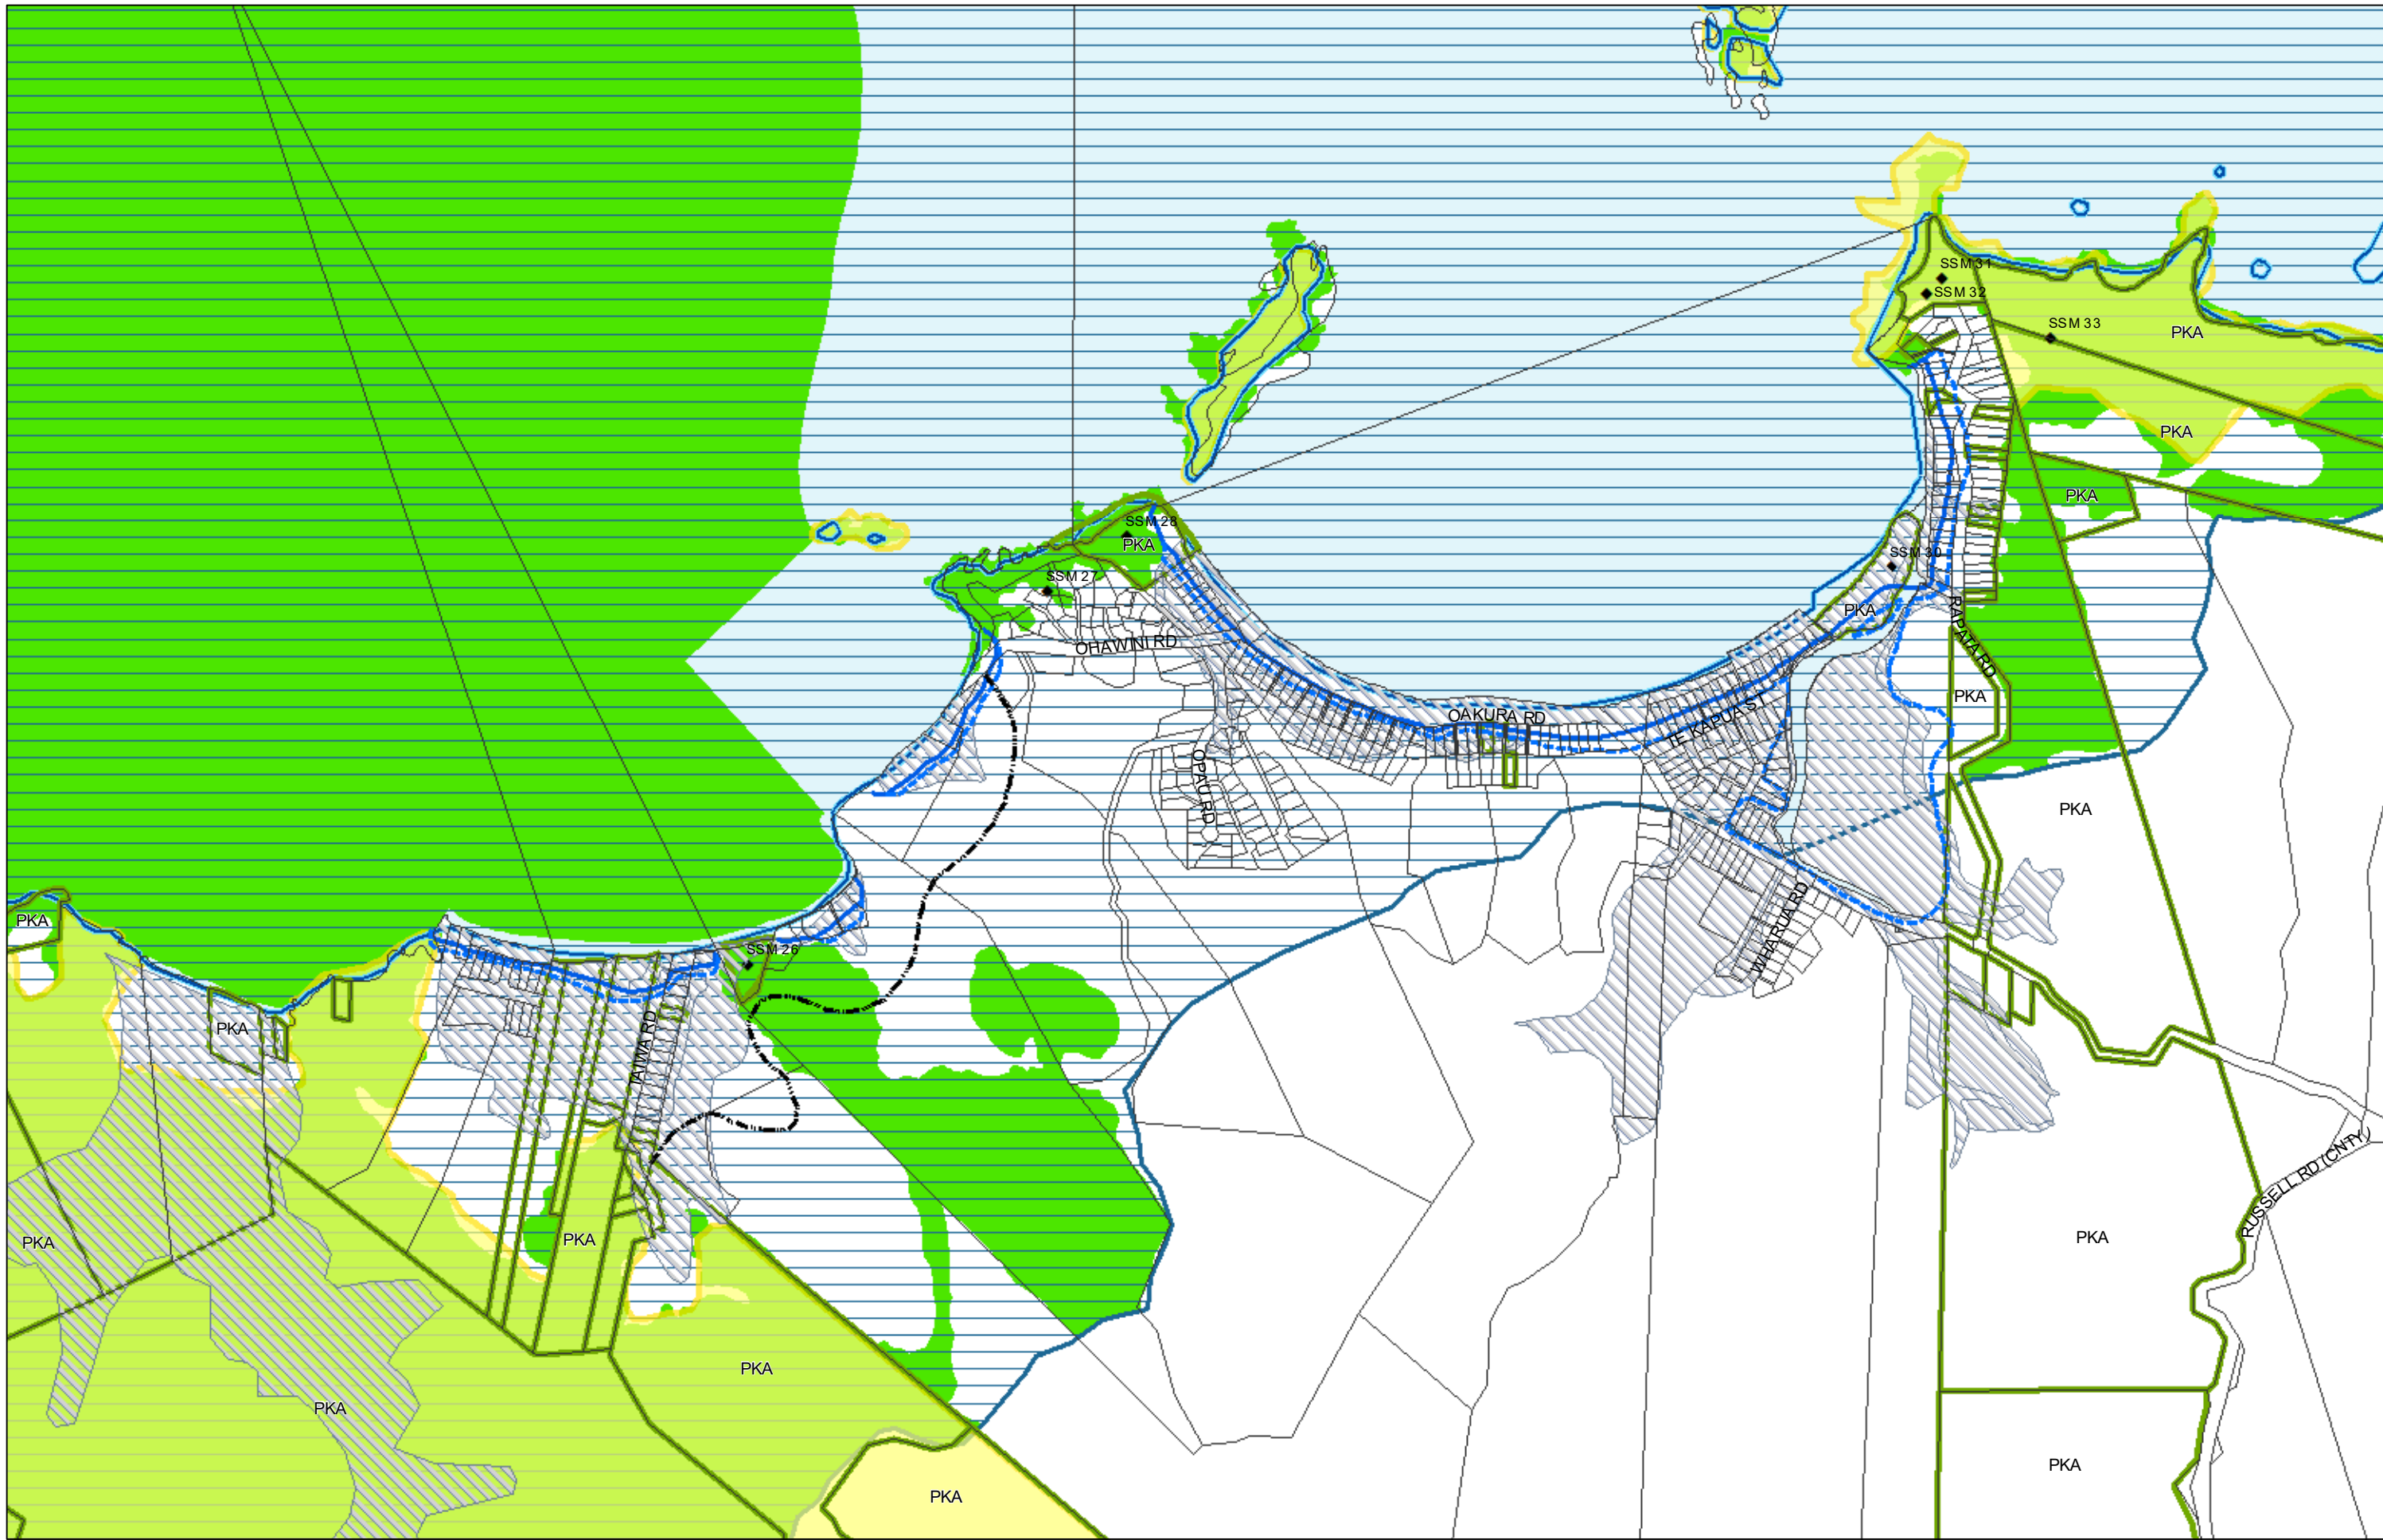 SSM 31
SSM 32
SSM 33
PKA
PKA
PKA
SSM 28
PKA
SSM 30
SSM 27
PKA
RAPATA RD
OHAWINI RD
PKA
OAKURA RD
TE KAPUA ST
OPAU RD
PKA
PKA
WHARUA RD
SSM 26
PKA
TAIWA RD
RUSSELL RD (CNTY)
PKA
PKA
PKA
PKA
PKA
PKA
PKA